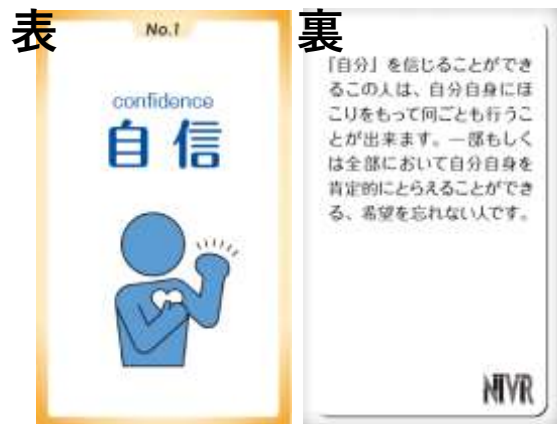 表
No.1
confidence
自信
裏
「自分」を信じることができ
るこの人は、自分自身にほ
こりをもって何ごとも行うこ
とが出来ます。一部もしく
は全部において自分自身を
肯定的にとらえることができ
る、希望を忘れない人です。
NIVR